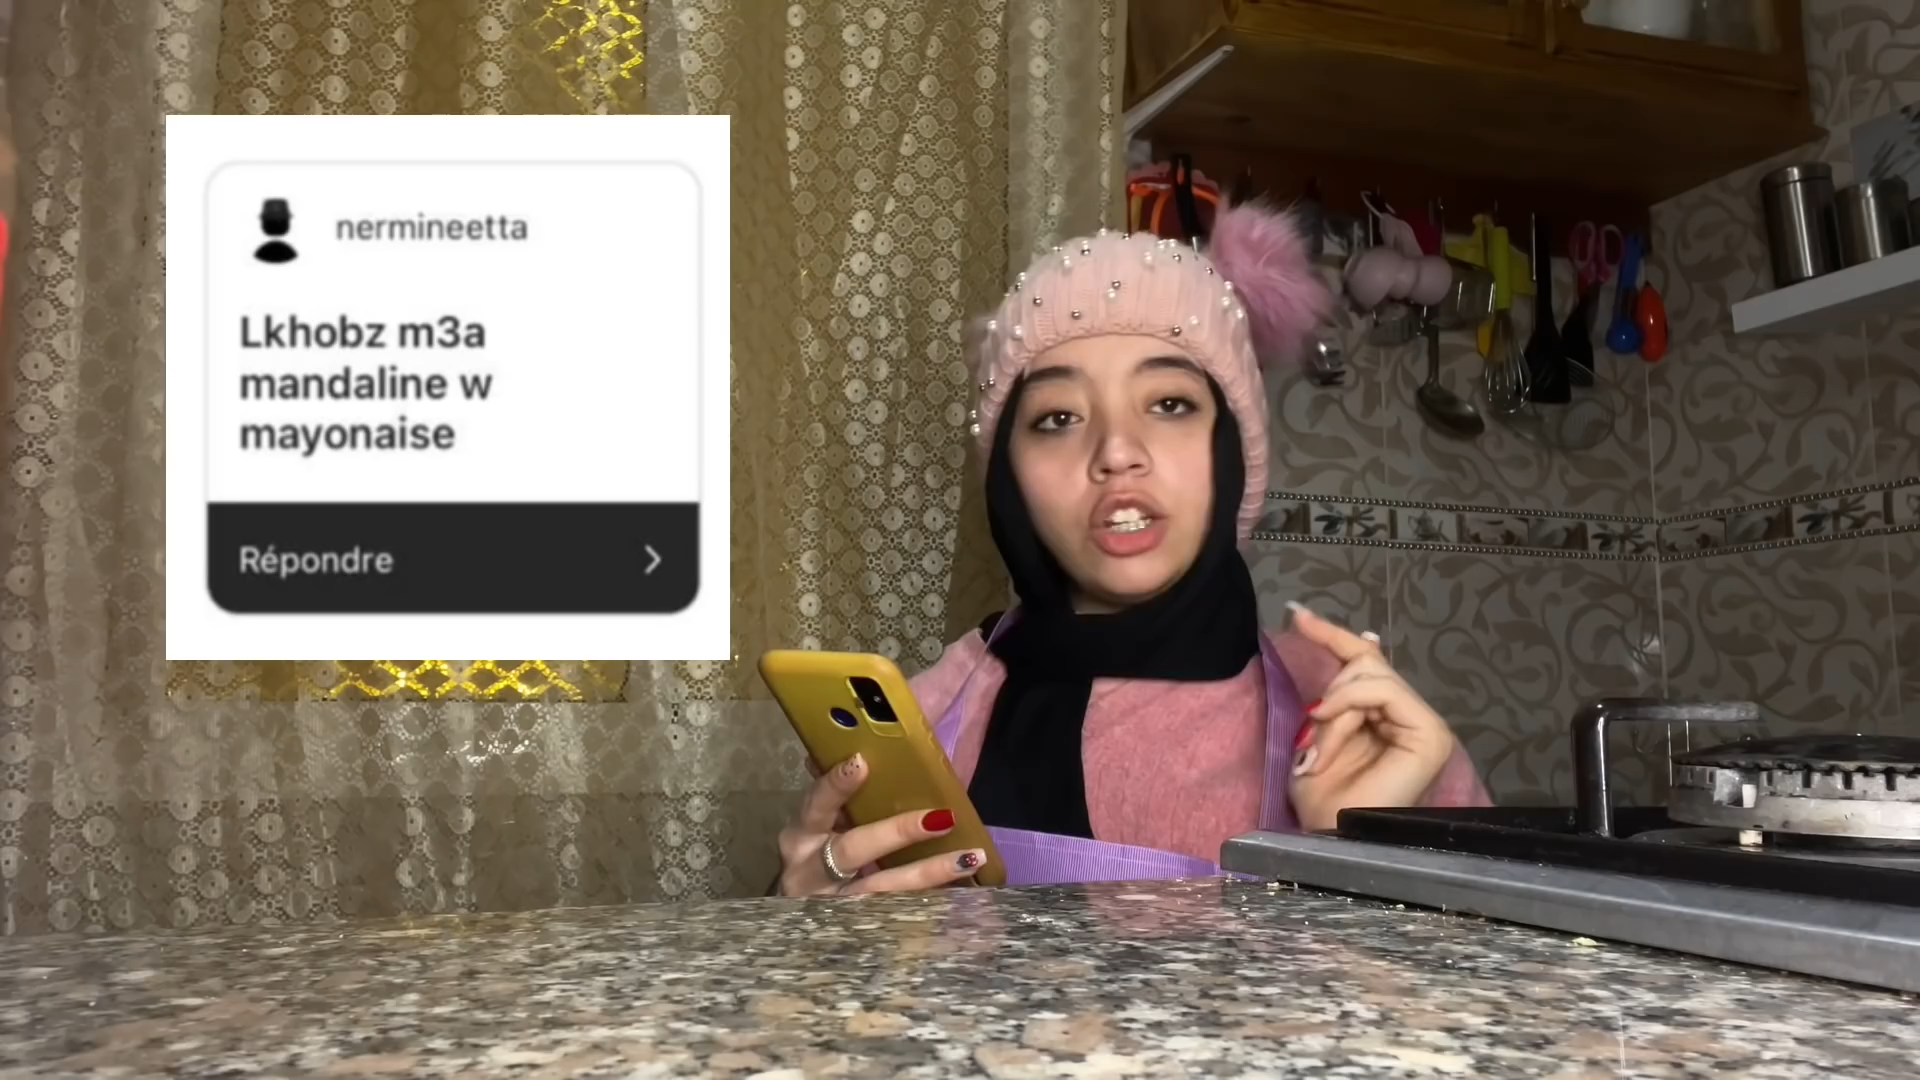 nermineetta
Lkhobz m3a
mandaline w
mayonaise
Répondre